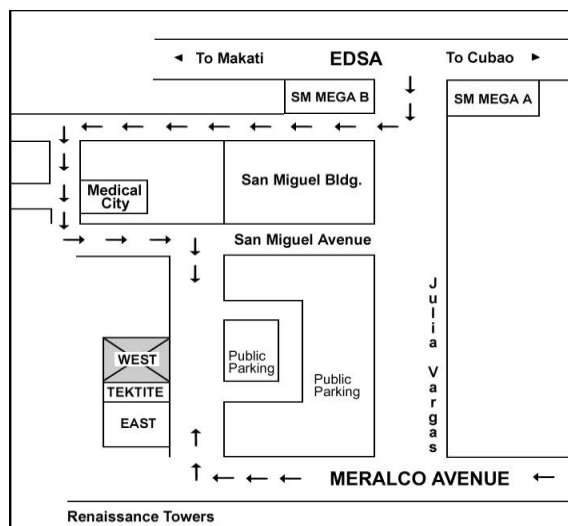 To Makati EDSA To Cubao
SM MEGA B
SM MEGA A
San Miguel Bldg.
Medical
City
San Miguel Avenue
Julia Vargas
WEST
TEKTITE
EAST
Public
Parking
Public
Parking
MERALCO AVENUE
Renaissance Towers